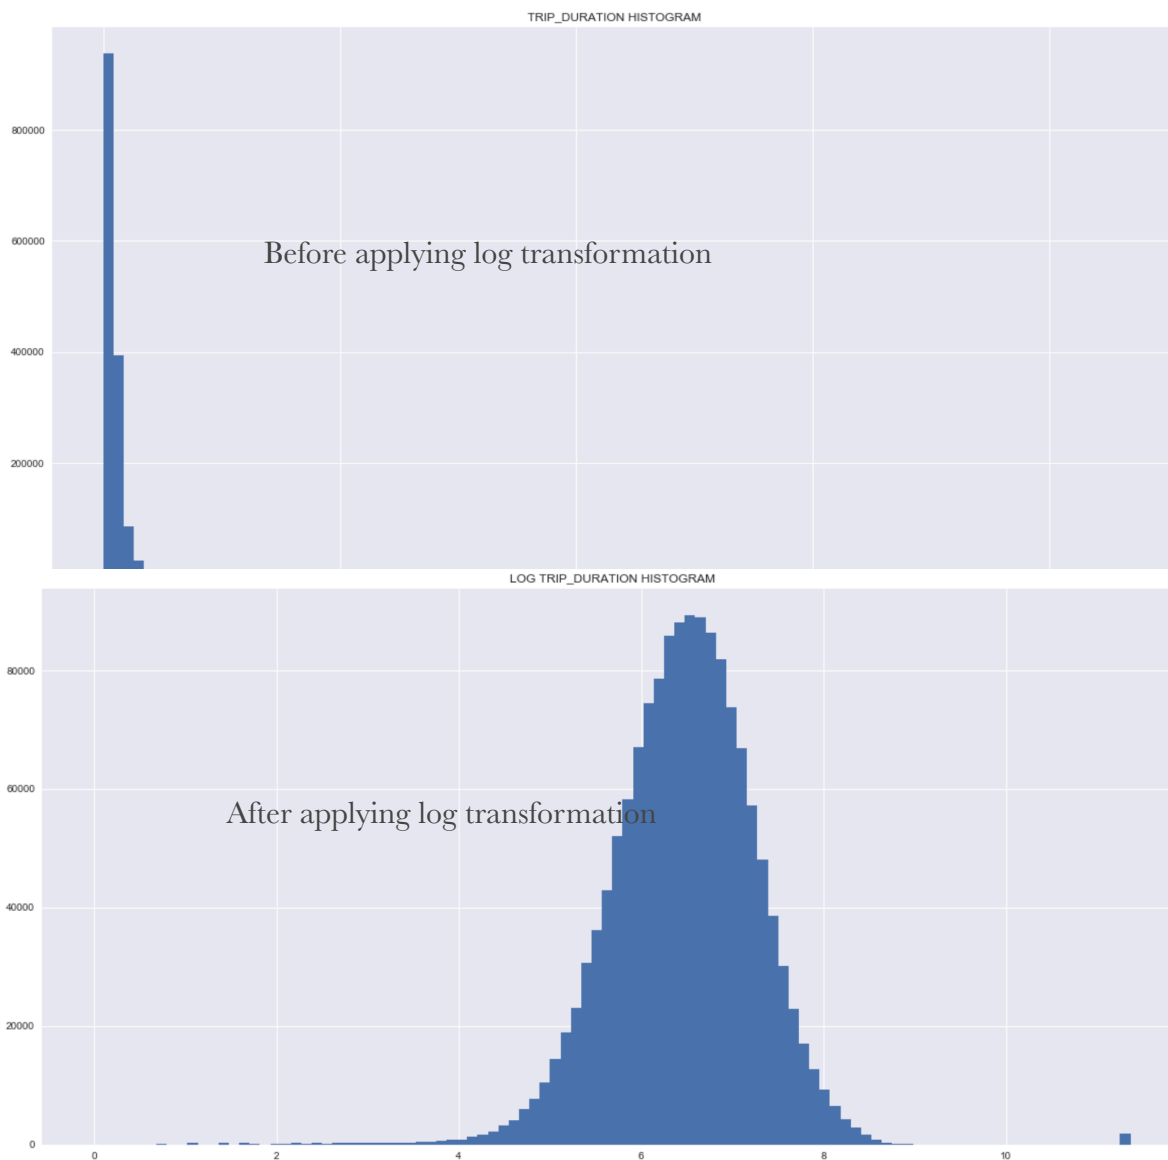 TRIP_DURATION HISTOGRAM
800000
600000
Before applying log transformation
400000
200000
LOG TRIP_DURATION HISTOGRAM
80000
60000
After applying log transformation
40000
20000
0
0 2 4 6 8 10